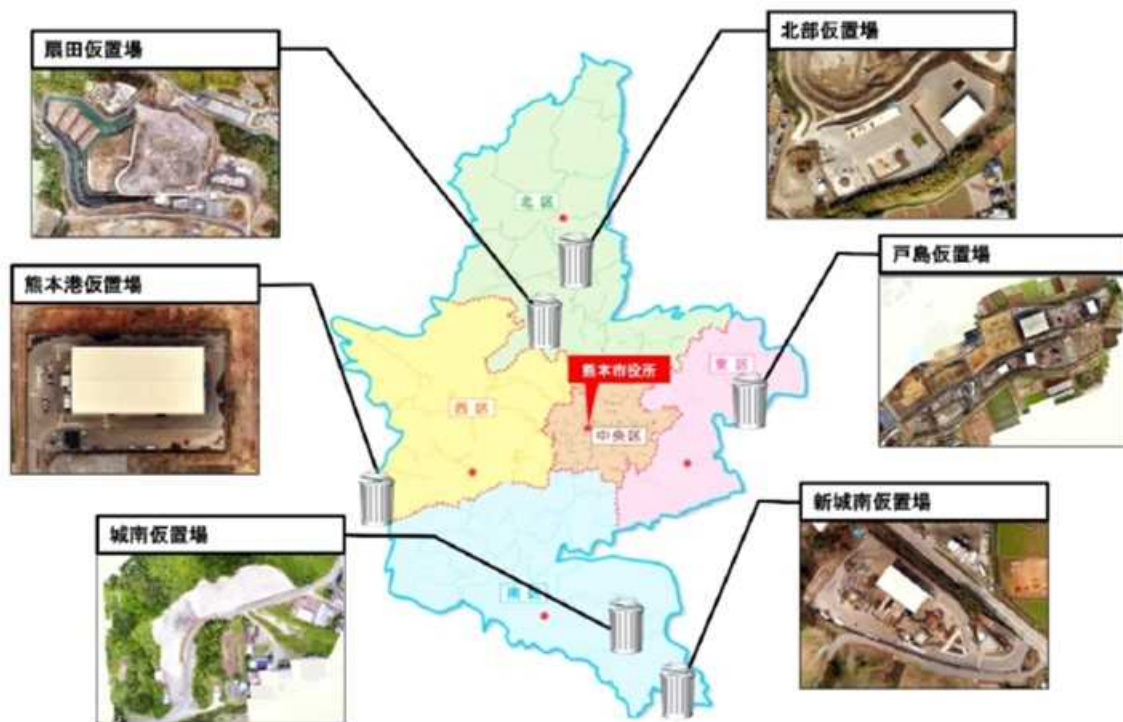 扇田仮置場
北部仮置場
北区
戸島仮置場
熊本港仮置場
東区
熊本市役所
西区
中央区
新城南仮置場
城南仮置場
南区